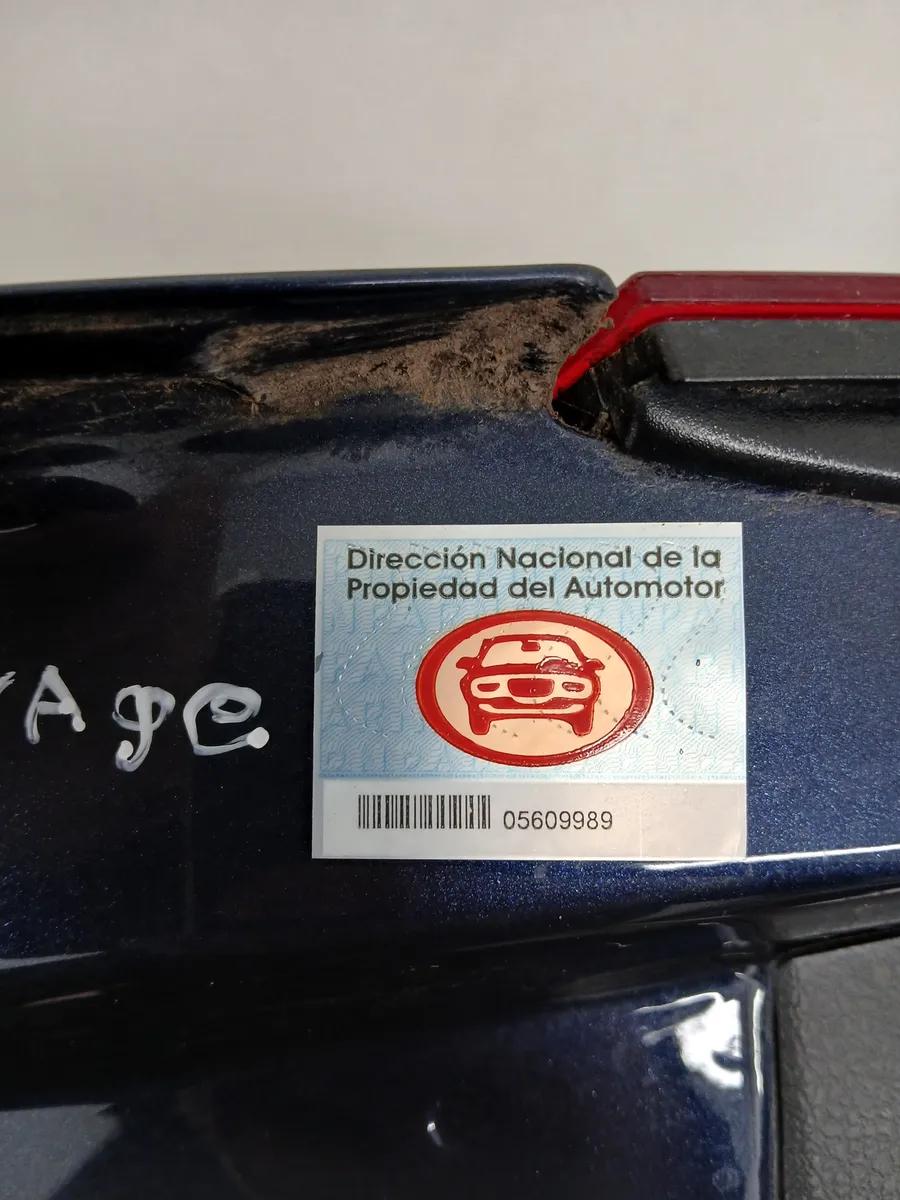 Dirección Nacional de la
Propiedad del Automotor
05609989